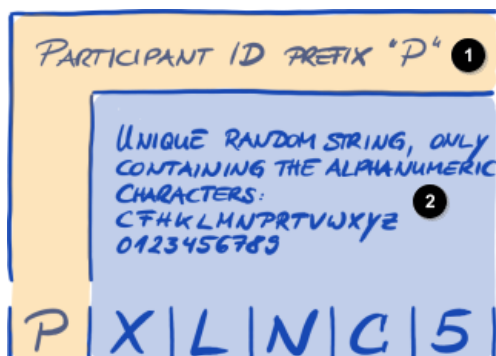 PARTICIPANT ID PREFIX "P" 1
UNIQUE RANDOM STRING, ONLY
CONTAINING THE ALPHANUMERIC
CHARACTERS: 2
CFHKLMNPRTVWXYZ
0123456789
P|X|L|N|C|5